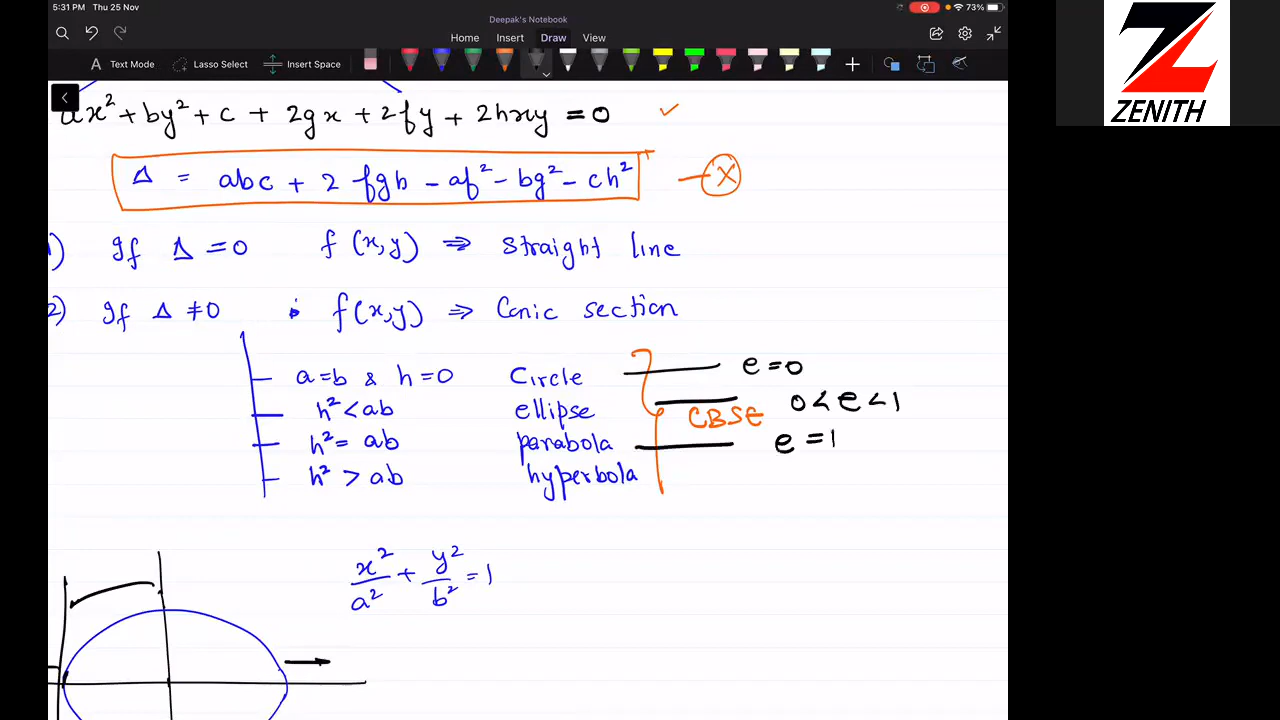 5:31 PM Thu 25 Nov
73%
Deepak's Notebook
Home Insert Draw View
Text Mode Lasso Select Insert Space
ax² + by² + c + 2gx + 2fy + 2hxy = 0 ✓
Δ = abc + 2 fgh - af² - bg² - ch² — X
1) If Δ = 0 f(x,y) ⇒ straight line
2) If Δ ≠ 0 f(x,y) ⇒ Conic section
a=b & h=0 Circle e = 0
h² < ab ellipse 0 < e < 1
CBSE
h² = ab parabola e = 1
h² > ab hyperbola
x²/a² + y²/b² = 1
ZENITH